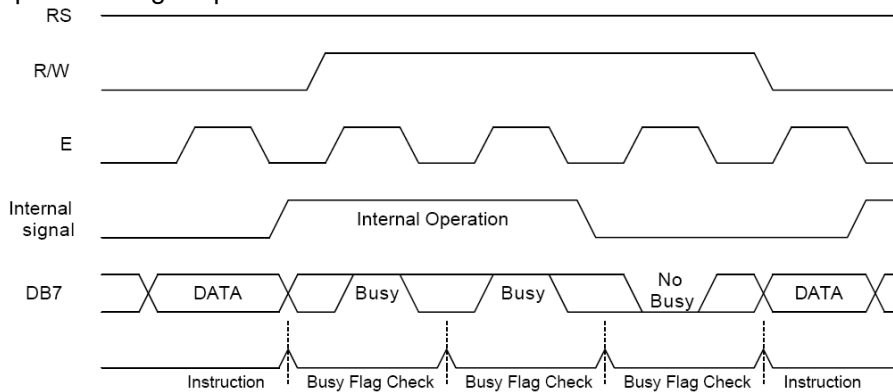 RS
R/W
E
Internal
signal
Internal Operation
DB7
DATA
Busy
Busy
No
Busy
DATA
Instruction
Busy Flag Check
Busy Flag Check
Busy Flag Check
Instruction